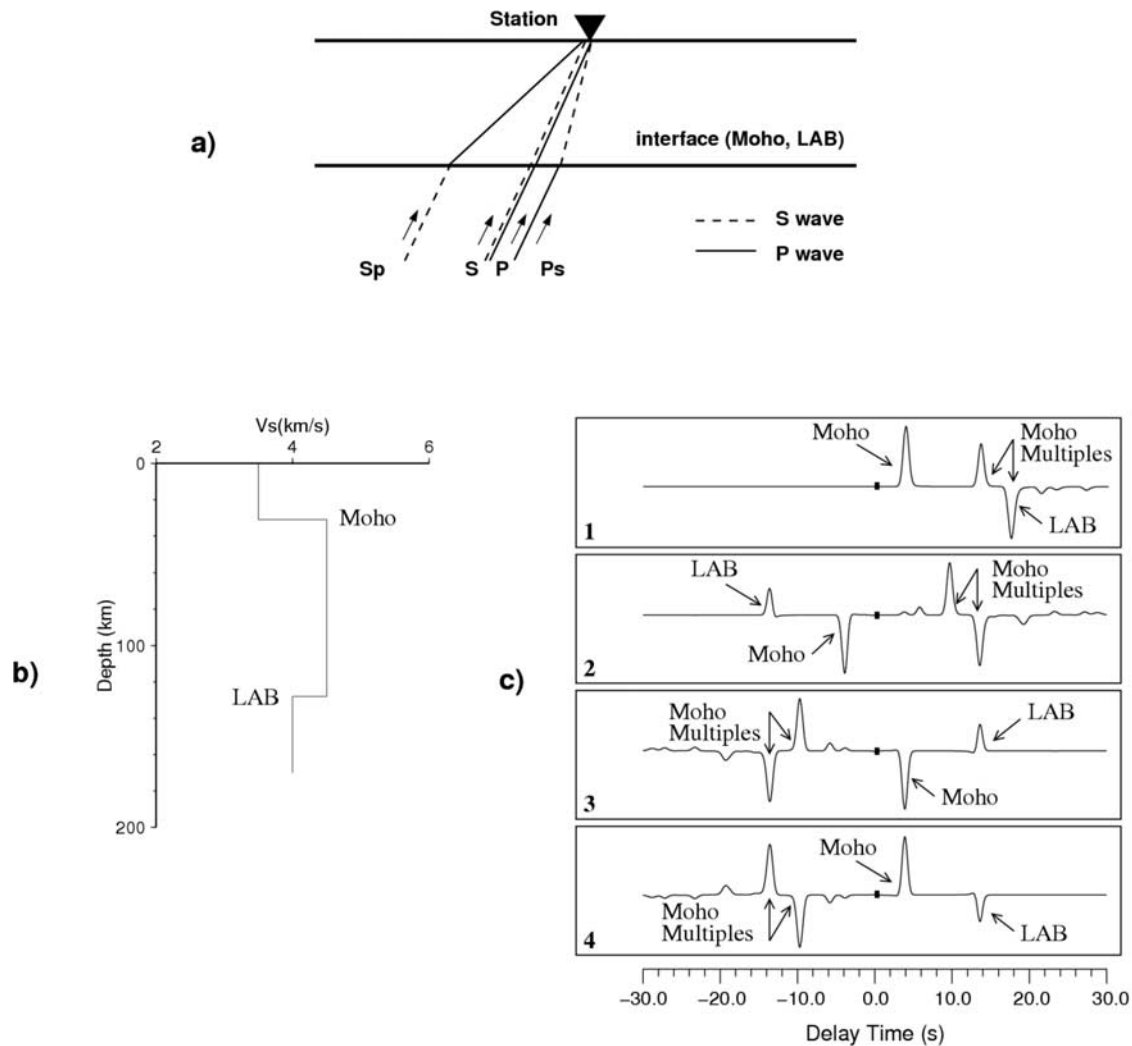 Station
a)
interface (Moho, LAB)
S wave
P wave
Sp
S
P
Ps
b)
Vs(km/s)
2
4
6
0
100
200
Depth (km)
Moho
LAB
c)
Moho
Moho
Multiples
LAB
1
LAB
Moho
Multiples
Moho
2
Moho
Multiples
LAB
Moho
3
Moho
Moho
Multiples
LAB
4
−30.0 −20.0 −10.0 0.0 10.0 20.0 30.0
Delay Time (s)